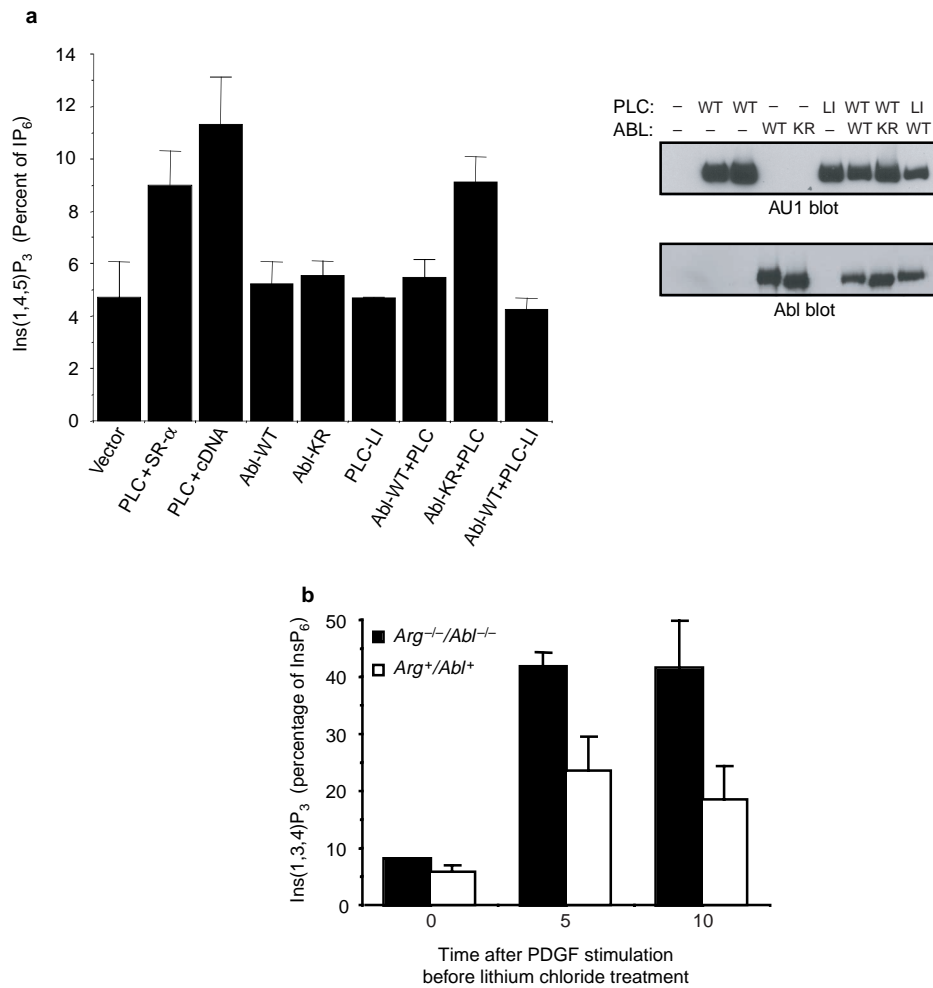 a
Ins(1,4,5)P3 (Percent of IP6)
14
12
10
8
6
4
2
0
Vector
PLC+SR-α
PLC+cDNA
Abl-WT
Abl-KR
PLC-LI
Abl-WT+PLC
Abl-KR+PLC
Abl-WT+PLC-LI
PLC: – WT WT – – LI WT WT LI
ABL: – – – WT KR – WT KR WT
AU1 blot
Abl blot
b
Ins(1,3,4)P3 (percentage of InsP6)
50
40
30
20
10
0
Arg–/–/Abl–/–
Arg+/Abl+
0 5 10
Time after PDGF stimulation
before lithium chloride treatment